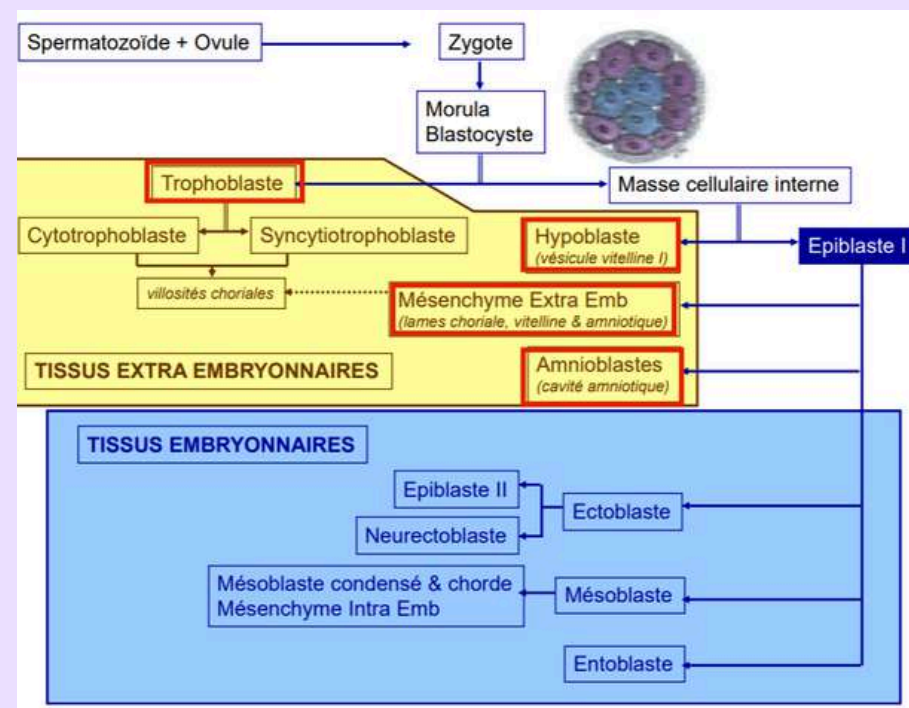 Spermatozoïde + Ovule
Zygote
Morula
Blastocyste
Trophoblaste
Masse cellulaire interne
Cytotrophoblaste
Syncytiotrophoblaste
Hypoblaste
(vésicule vitelline I)
Epiblaste I
villosités choriales
Mésenchyme Extra Emb
(lames choriale, vitelline & amniotique)
TISSUS EXTRA EMBRYONNAIRES
Amnioblastes
(cavité amniotique)
TISSUS EMBRYONNAIRES
Epiblaste II
Ectoblaste
Neurectoblaste
Mésoblaste condensé & chorde
Mésenchyme Intra Emb
Mésoblaste
Entoblaste